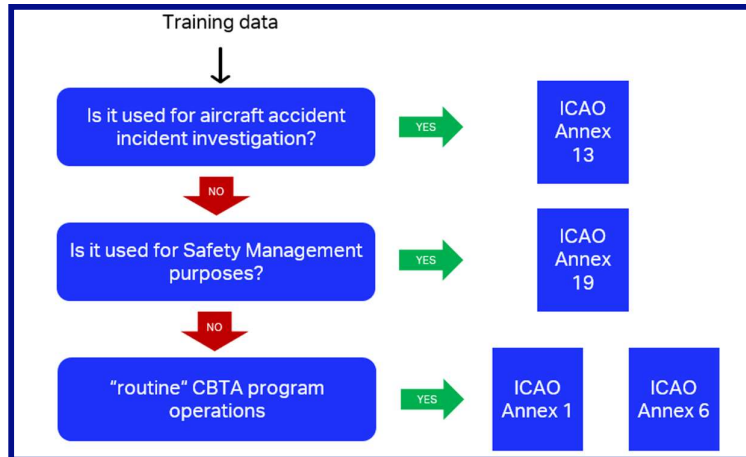 Training data
Is it used for aircraft accident
incident investigation?
YES
ICAO
Annex
13
NO
Is it used for Safety Management
purposes?
YES
ICAO
Annex
19
NO
“routine“ CBTA program
operations
YES
ICAO
Annex 1
ICAO
Annex 6